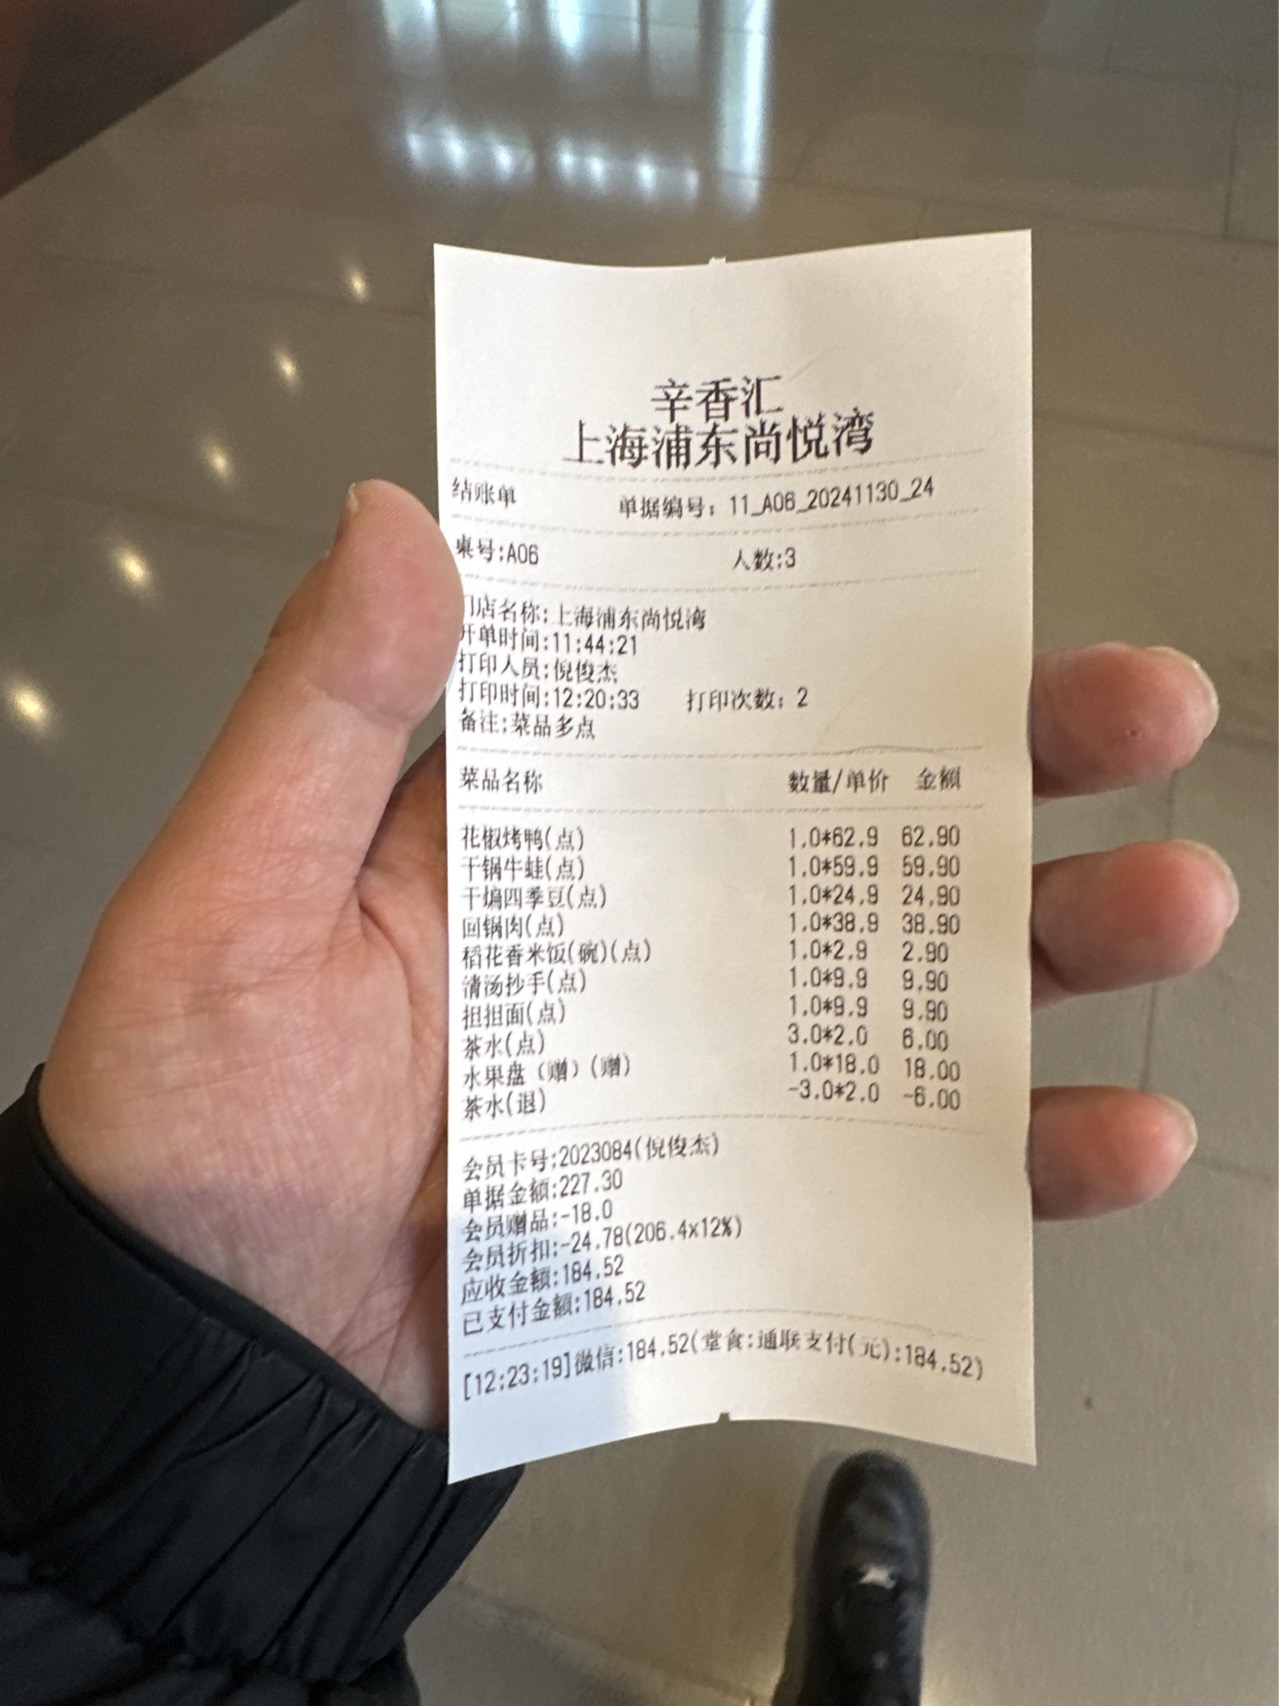 辛香汇
上海浦东尚悦湾
结账单 单据编号：11_A06_20241130_24
桌号:A06 人数:3
门店名称:上海浦东尚悦湾
开单时间:11:44:21
打印人员:倪俊杰
打印时间:12:20:33 打印次数：2
备注:菜品多点
菜品名称 数量/单价 金额
花椒烤鸭(点) 1.0*62.9 62.90
干锅牛蛙(点) 1.0*59.9 59.90
干煸四季豆(点) 1.0*24.9 24.90
回锅肉(点) 1.0*38.9 38.90
稻花香米饭(碗)(点) 1.0*2.9 2.90
清汤抄手(点) 1.0*9.9 9.90
担担面(点) 1.0*9.9 9.90
茶水(点) 3.0*2.0 6.00
水果盘（赠）(赠) 1.0*18.0 18.00
茶水(退) -3.0*2.0 -6.00
会员卡号:2023084(倪俊杰)
单据金额:227.30
会员赠品:-18.0
会员折扣:-24.78(206.4x12%)
应收金额:184.52
已支付金额:184.52
[12:23:19]微信:184.52(堂食:通联支付(元):184.52)